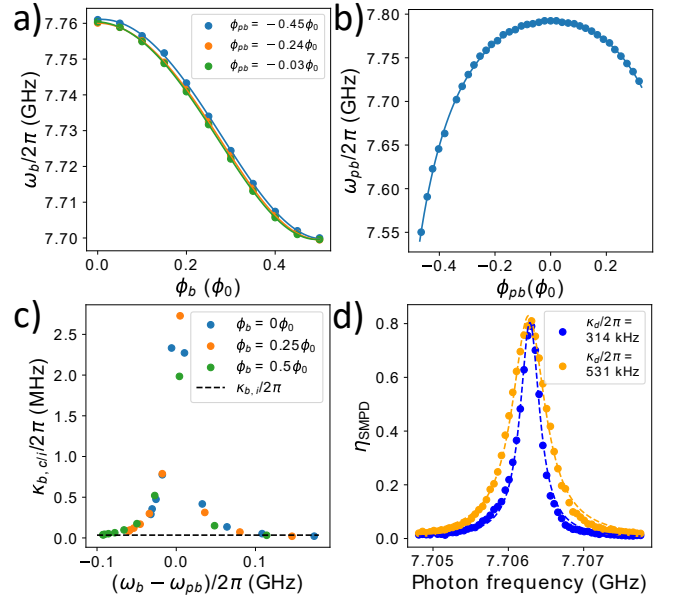 a)
ϕ_pb = −0.45ϕ_0
ϕ_pb = −0.24ϕ_0
ϕ_pb = −0.03ϕ_0
7.76
7.75
7.74
7.73
7.72
7.71
7.70
ω_b/2π (GHz)
0.0 0.2 0.4
ϕ_b (ϕ_0)
b)
7.80
7.75
7.70
7.65
7.60
7.55
ω_pb/2π (GHz)
−0.4 −0.2 0.0 0.2
ϕ_pb(ϕ_0)
c)
ϕ_b = 0ϕ_0
ϕ_b = 0.25ϕ_0
ϕ_b = 0.5ϕ_0
κ_b,i/2π
2.5
2.0
1.5
1.0
0.5
0.0
κ_b,c/i/2π (MHz)
−0.1 0.0 0.1
(ω_b − ω_pb)/2π (GHz)
d)
κ_d/2π =
314 kHz
κ_d/2π =
531 kHz
0.8
0.6
0.4
0.2
0.0
η_SMPD
7.705 7.706 7.707
Photon frequency (GHz)